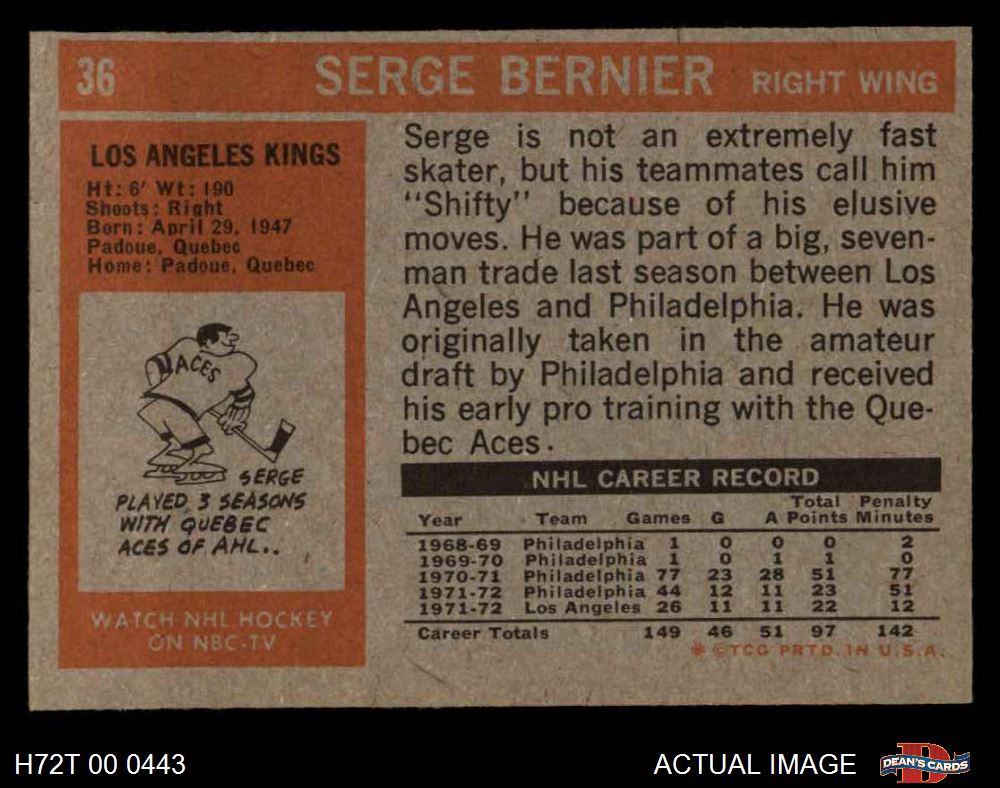 36 SERGE BERNIER RIGHT WING
LOS ANGELES KINGS
Ht: 6' Wt: 190
Shoots: Right
Born: April 29, 1947
Padoue, Quebec
Home: Padoue, Quebec
ACES
SERGE
PLAYED 3 SEASONS
WITH QUEBEC
ACES OF AHL..
WATCH NHL HOCKEY
ON NBC-TV
Serge is not an extremely fast
skater, but his teammates call him
"Shifty" because of his elusive
moves. He was part of a big, seven-
man trade last season between Los
Angeles and Philadelphia. He was
originally taken in the amateur
draft by Philadelphia and received
his early pro training with the Que-
bec Aces.
NHL CAREER RECORD
Total Penalty
Year Team Games G A Points Minutes
1968-69 Philadelphia 1 0 0 0 2
1969-70 Philadelphia 1 0 1 1 0
1970-71 Philadelphia 77 23 28 51 77
1971-72 Philadelphia 44 12 11 23 51
1971-72 Los Angeles 26 11 11 22 12
Career Totals 149 46 51 97 142
* © TCG PRTD. IN U.S.A.
H72T 00 0443
ACTUAL IMAGE
D
DEAN'S CARDS